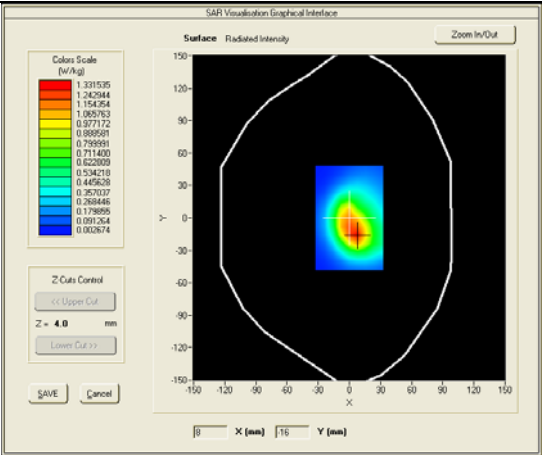 SAR Visualisation Graphical Interface
Surface Radiated Intensity
Zoom In/Out
Colors Scale
(W/kg)
1.331535
1.242944
1.154354
1.065763
0.977172
0.888581
0.799991
0.711400
0.622809
0.534218
0.445628
0.357037
0.268446
0.179855
0.091264
0.002674
150
120
90
60
30
0
-30
-60
-90
-120
-150
Y
-150 -120 -90 -60 -30 0 30 60 90 120 150
X
Z-Cuts Control
<< Upper Cut
Z = 4.0 mm
Lower Cut >>
SAVE Cancel
8 X (mm) -16 Y (mm)